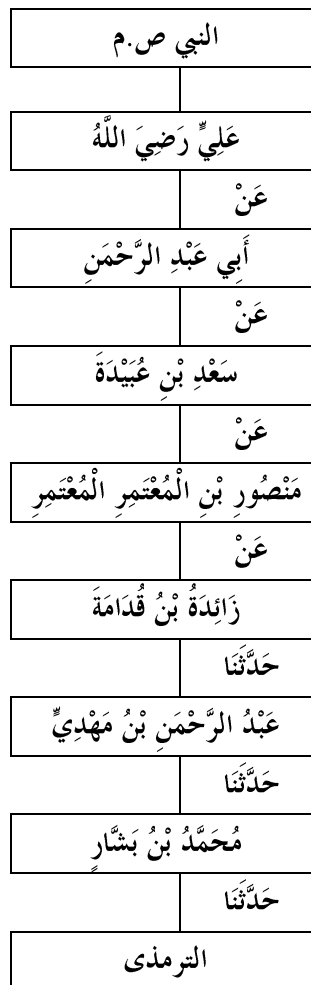 النبي ص.م
عَلِيٍّ رَضِيَ اللَّهُ
عَنْ
أَبِي عَبْدِ الرَّحْمَنِ
عَنْ
سَعْدِ بْنِ عُبَيْدَةَ
عَنْ
مَنْصُورِ بْنِ الْمُعْتَمِرِ الْمُعْتَمِرِ
عَنْ
زَائِدَةُ بْنُ قُدَامَةَ
حَدَّثَنَا
عَبْدُ الرَّحْمَنِ بْنُ مَهْدِيٍّ
حَدَّثَنَا
مُحَمَّدُ بْنُ بَشَّارٍ
حَدَّثَنَا
الترمذى